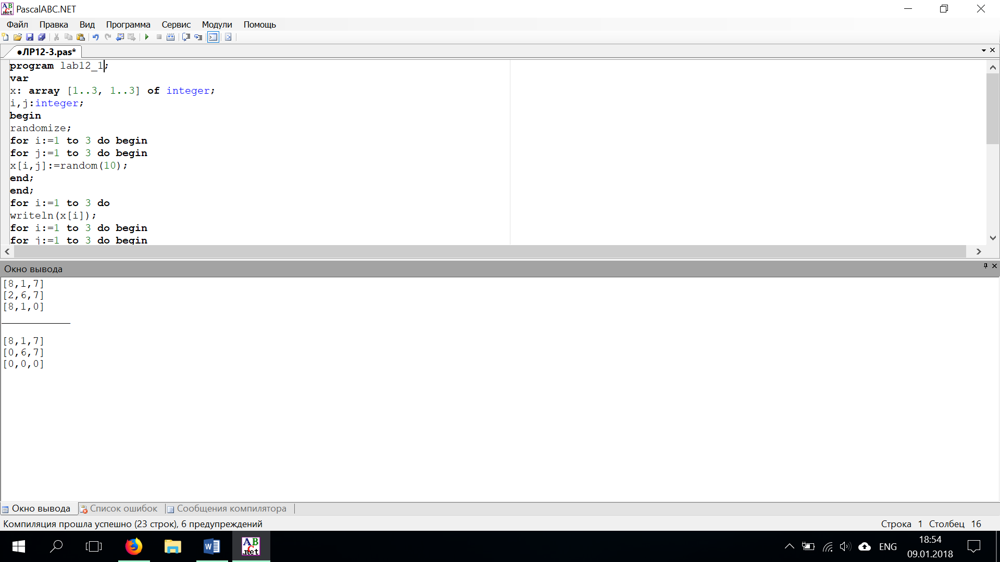 PascalABC.NET
Файл Правка Вид Программа Сервис Модули Помощь
●ЛР12-3.pas*
program lab12_1;
var
x: array [1..3, 1..3] of integer;
i,j:integer;
begin
randomize;
for i:=1 to 3 do begin
for j:=1 to 3 do begin
x[i,j]:=random(10);
end;
end;
for i:=1 to 3 do
writeln(x[i]);
for i:=1 to 3 do begin
for j:=1 to 3 do begin
Окно вывода
[8,1,7]
[2,6,7]
[8,1,0]
___________
[8,1,7]
[0,6,7]
[0,0,0]
Окно вывода Список ошибок Сообщения компилятора
Компиляция прошла успешно (23 строк), 6 предупреждений Строка 1 Столбец 16
ENG 18:54
09.01.2018